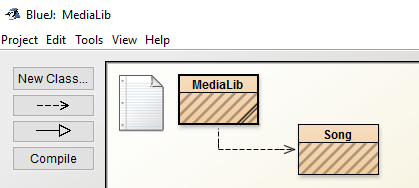 BlueJ: MediaLib
Project Edit Tools View Help
New Class...
MediaLib
Song
Compile